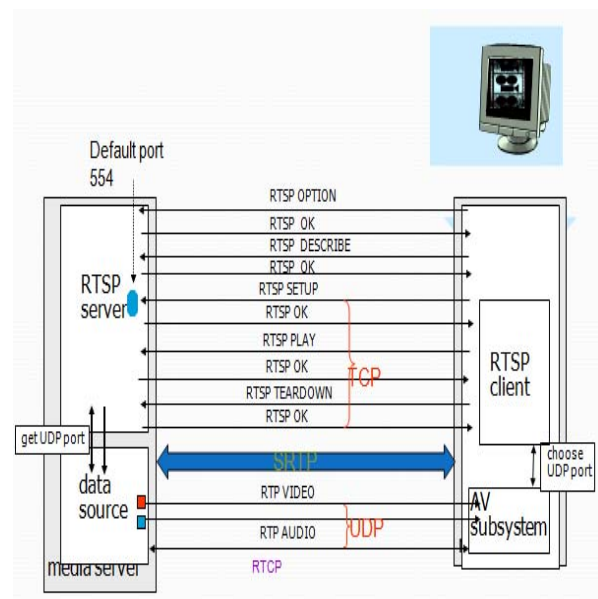 Default port
554
RTSP OPTION
RTSP OK
RTSP DESCRIBE
RTSP OK
RTSP SETUP
RTSP OK
RTSP PLAY
RTSP OK
RTSP TEARDOWN
RTSP OK
TCP
RTSP
server
RTSP
client
get UDP port
choose
UDP port
SRTP
data
source
RTP VIDEO
RTP AUDIO
UDP
AV
subsystem
media server
RTCP